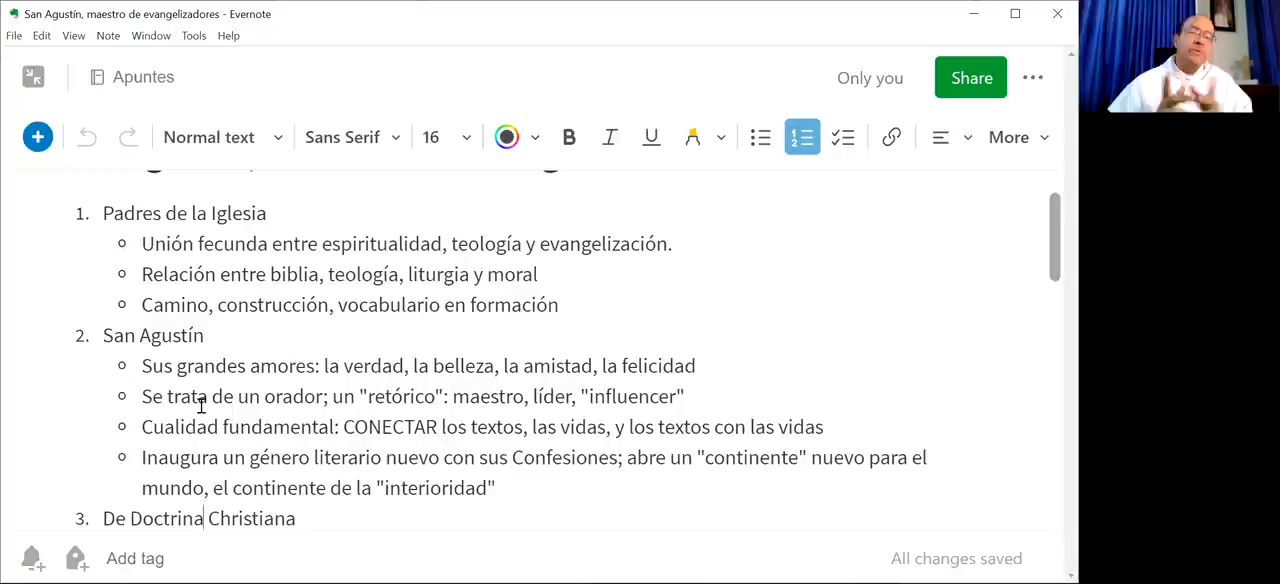 San Agustín, maestro de evangelizadores - Evernote
File Edit View Note Window Tools Help
Apuntes Only you Share
Normal text Sans Serif 16 B I U More
1. Padres de la Iglesia
Unión fecunda entre espiritualidad, teología y evangelización.
Relación entre biblia, teología, liturgia y moral
Camino, construcción, vocabulario en formación
2. San Agustín
Sus grandes amores: la verdad, la belleza, la amistad, la felicidad
Se trata de un orador; un "retórico": maestro, líder, "influencer"
Cualidad fundamental: CONECTAR los textos, las vidas, y los textos con las vidas
Inaugura un género literario nuevo con sus Confesiones; abre un "continente" nuevo para el
mundo, el continente de la "interioridad"
3. De Doctrina Christiana
Add tag All changes saved